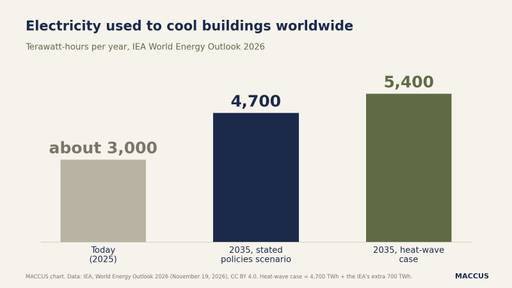 Electricity used to cool buildings worldwide
Terawatt-hours per year, IEA World Energy Outlook 2026
about 3,000
4,700
5,400
Today
(2025)
2035, stated
policies scenario
2035, heat-wave
case
MACCUS chart. Data: IEA, World Energy Outlook 2026 (November 19, 2026), CC BY 4.0. Heat-wave case = 4,700 TWh + the IEA's extra 700 TWh.
MACCUS